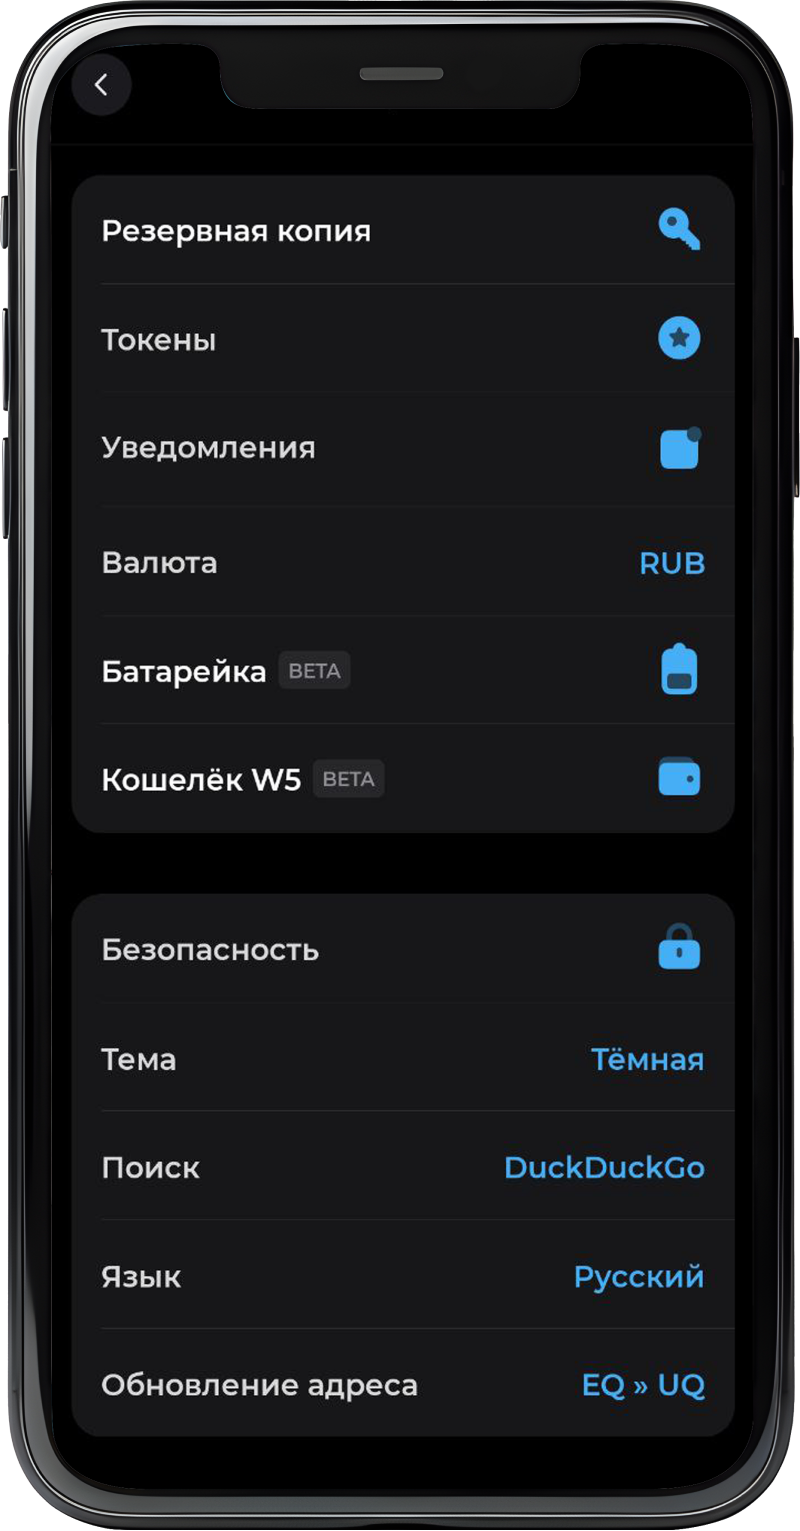 Резервная копия
Токены
Уведомления
Валюта RUB
Батарейка BETA
Кошелёк W5 BETA
Безопасность
Тема Тёмная
Поиск DuckDuckGo
Язык Русский
Обновление адреса EQ » UQ